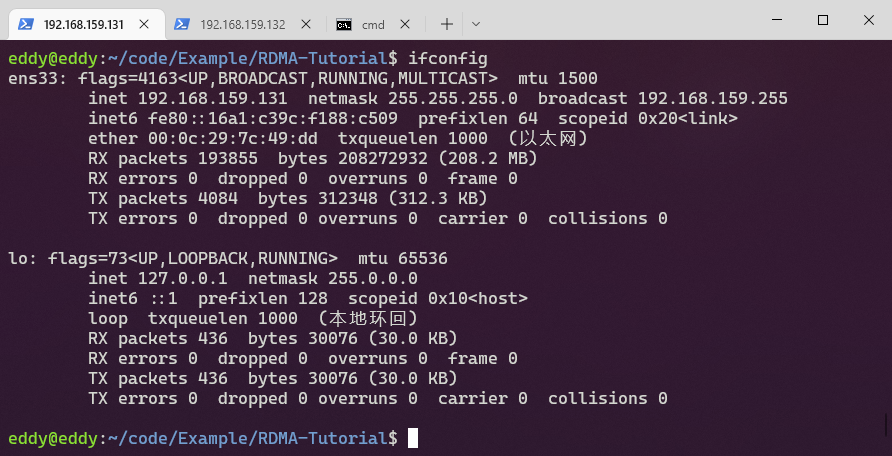 192.168.159.131 192.168.159.132 cmd
eddy@eddy:~/code/Example/RDMA-Tutorial$ ifconfig
ens33: flags=4163<UP,BROADCAST,RUNNING,MULTICAST>  mtu 1500
        inet 192.168.159.131  netmask 255.255.255.0  broadcast 192.168.159.255
        inet6 fe80::16a1:c39c:f188:c509  prefixlen 64  scopeid 0x20<link>
        ether 00:0c:29:7c:49:dd  txqueuelen 1000  (以太网)
        RX packets 193855  bytes 208272932 (208.2 MB)
        RX errors 0  dropped 0  overruns 0  frame 0
        TX packets 4084  bytes 312348 (312.3 KB)
        TX errors 0  dropped 0 overruns 0  carrier 0  collisions 0
lo: flags=73<UP,LOOPBACK,RUNNING>  mtu 65536
        inet 127.0.0.1  netmask 255.0.0.0
        inet6 ::1  prefixlen 128  scopeid 0x10<host>
        loop  txqueuelen 1000  (本地环回)
        RX packets 436  bytes 30076 (30.0 KB)
        RX errors 0  dropped 0  overruns 0  frame 0
        TX packets 436  bytes 30076 (30.0 KB)
        TX errors 0  dropped 0 overruns 0  carrier 0  collisions 0
eddy@eddy:~/code/Example/RDMA-Tutorial$